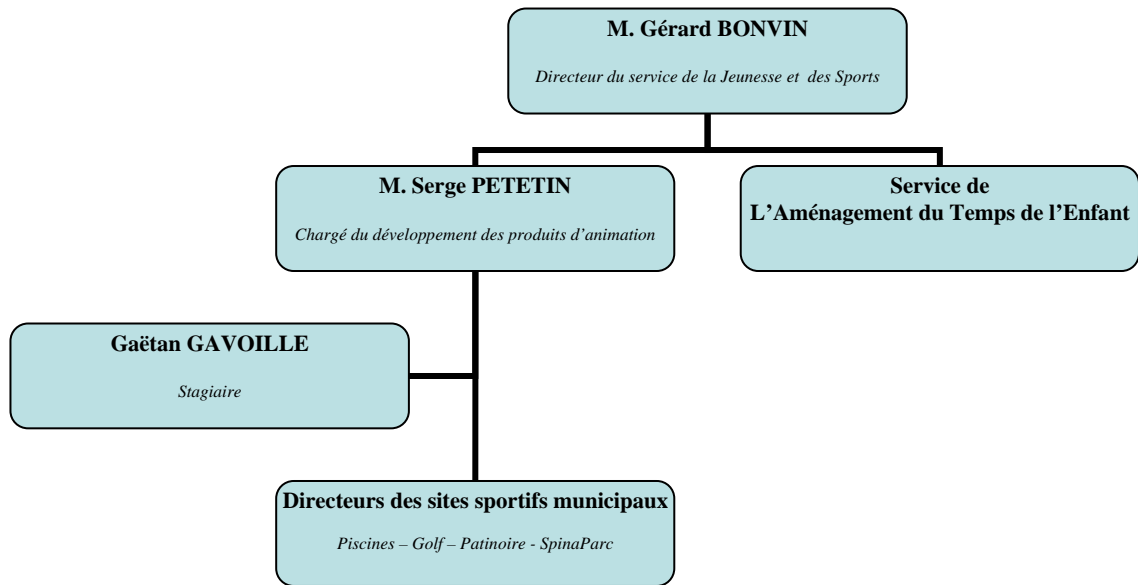 M. Gérard BONVIN
Directeur du service de la Jeunesse et des Sports
M. Serge PETETIN
Chargé du développement des produits d’animation
Service de
L’Aménagement du Temps de l’Enfant
Gaëtan GAVOILLE
Stagiaire
Directeurs des sites sportifs municipaux
Piscines – Golf – Patinoire - SpinaParc